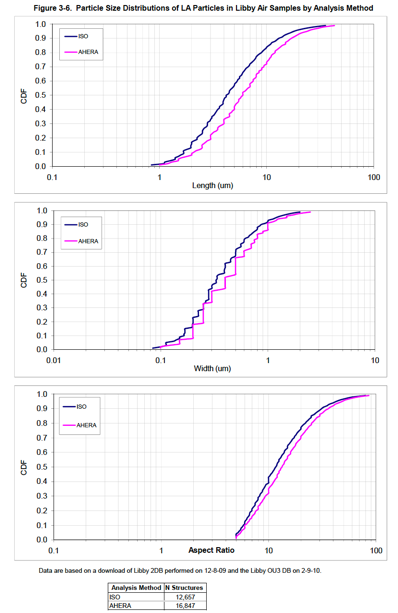 Figure 3-6. Particle Size Distributions of LA Particles in Libby Air Samples by Analysis Method
1.0
0.9
0.8
0.7
0.6
0.5
0.4
0.3
0.2
0.1
0.0
CDF
ISO
AHERA
0.1 1 10 100
Length (um)
1.0
0.9
0.8
0.7
0.6
0.5
0.4
0.3
0.2
0.1
0.0
CDF
ISO
AHERA
0.01 0.1 1 10
Width (um)
1.0
0.9
0.8
0.7
0.6
0.5
0.4
0.3
0.2
0.1
0.0
CDF
ISO
AHERA
0.1 1 10 100
Aspect Ratio
Data are based on a download of Libby 2DB performed on 12-8-09 and the Libby OU3 DB on 2-9-10.
Analysis Method N Structures
ISO 12,657
AHERA 16,847